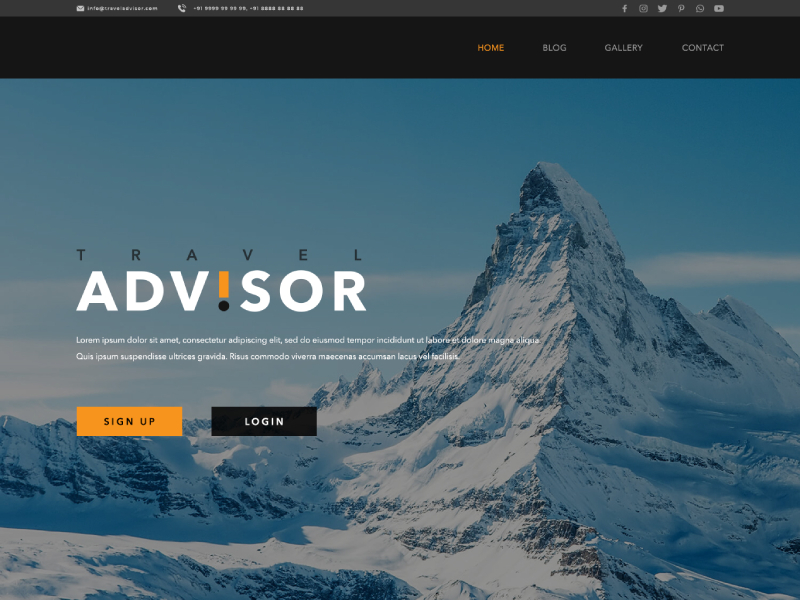 info@traveladvisor.com +91 9999 99 99 99, +91 8888 88 88 88
HOME BLOG GALLERY CONTACT
TRAVEL
ADV!SOR
Lorem ipsum dolor sit amet, consectetur adipiscing elit, sed do eiusmod tempor incididunt ut labore et dolore magna aliqua.
Quis ipsum suspendisse ultrices gravida. Risus commodo viverra maecenas accumsan lacus vel facilisis.
SIGN UP LOGIN